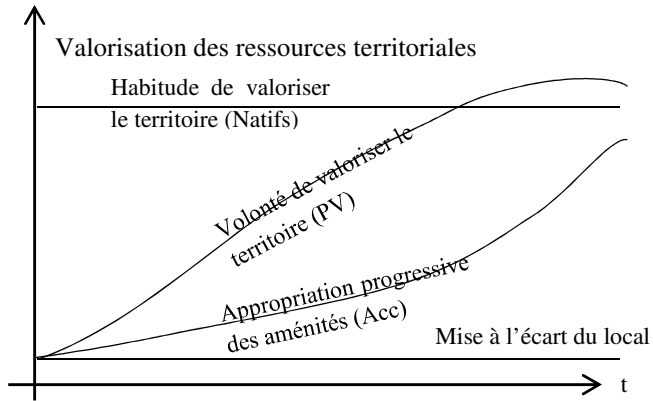 Valorisation des ressources territoriales
Habitude de valoriser
le territoire (Natifs)
Volonté de valoriser le
territoire (PV)
Appropriation progressive
des aménités (Acc)
Mise à l'écart du local
t